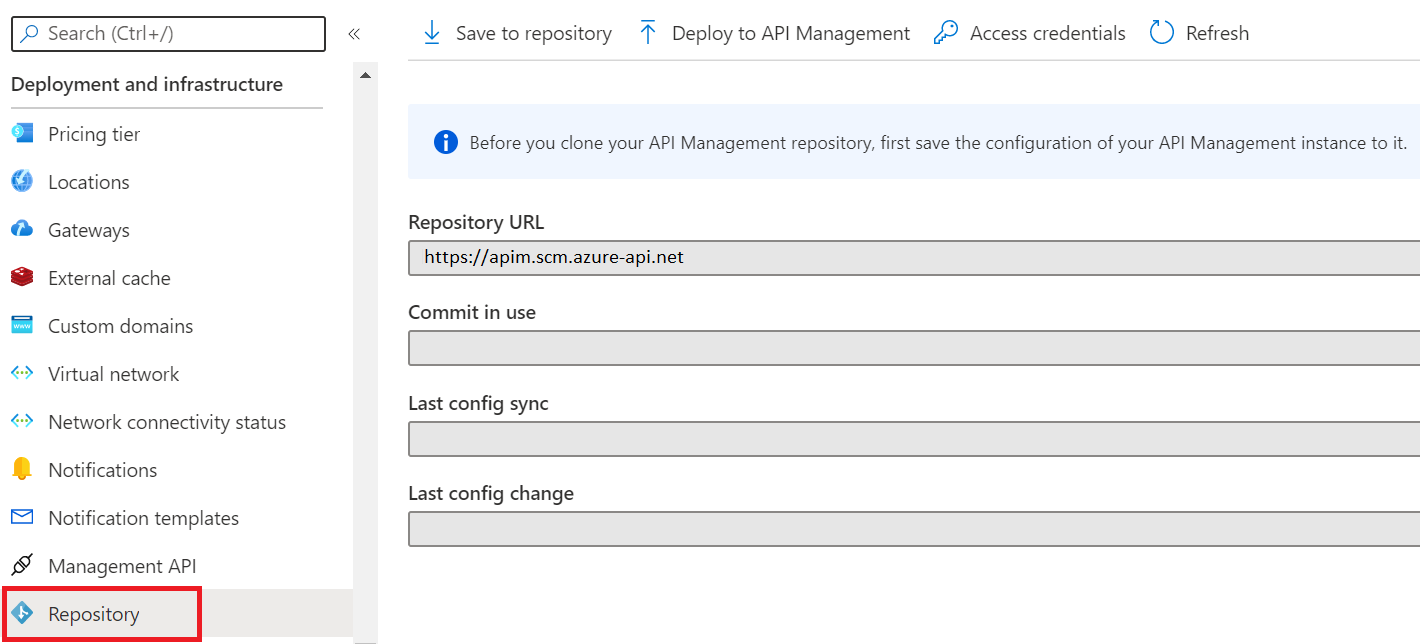 Search (Ctrl+/)
«
Deployment and infrastructure
Pricing tier
Locations
Gateways
External cache
Custom domains
Virtual network
Network connectivity status
Notifications
Notification templates
Management API
Repository
Save to repository
Deploy to API Management
Access credentials
Refresh
Before you clone your API Management repository, first save the configuration of your API Management instance to it.
Repository URL
https://apim.scm.azure-api.net
Commit in use
Last config sync
Last config change